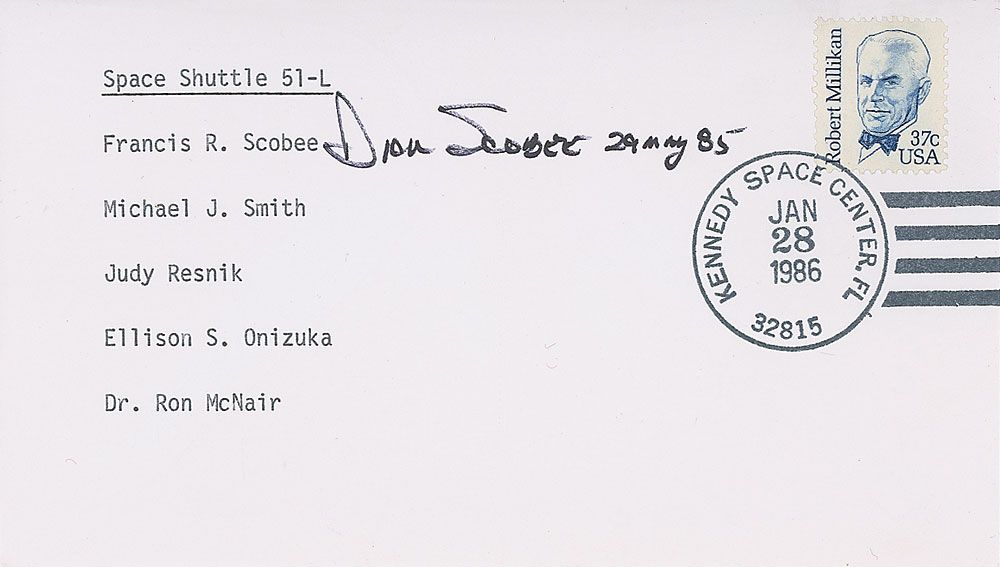 Space Shuttle 51-L
Francis R. Scobee Dick Scobee 29 May 85
Michael J. Smith
Judy Resnik
Ellison S. Onizuka
Dr. Ron McNair
Robert Millikan
37c
USA
KENNEDY SPACE CENTER, FL
JAN
28
1986
32815